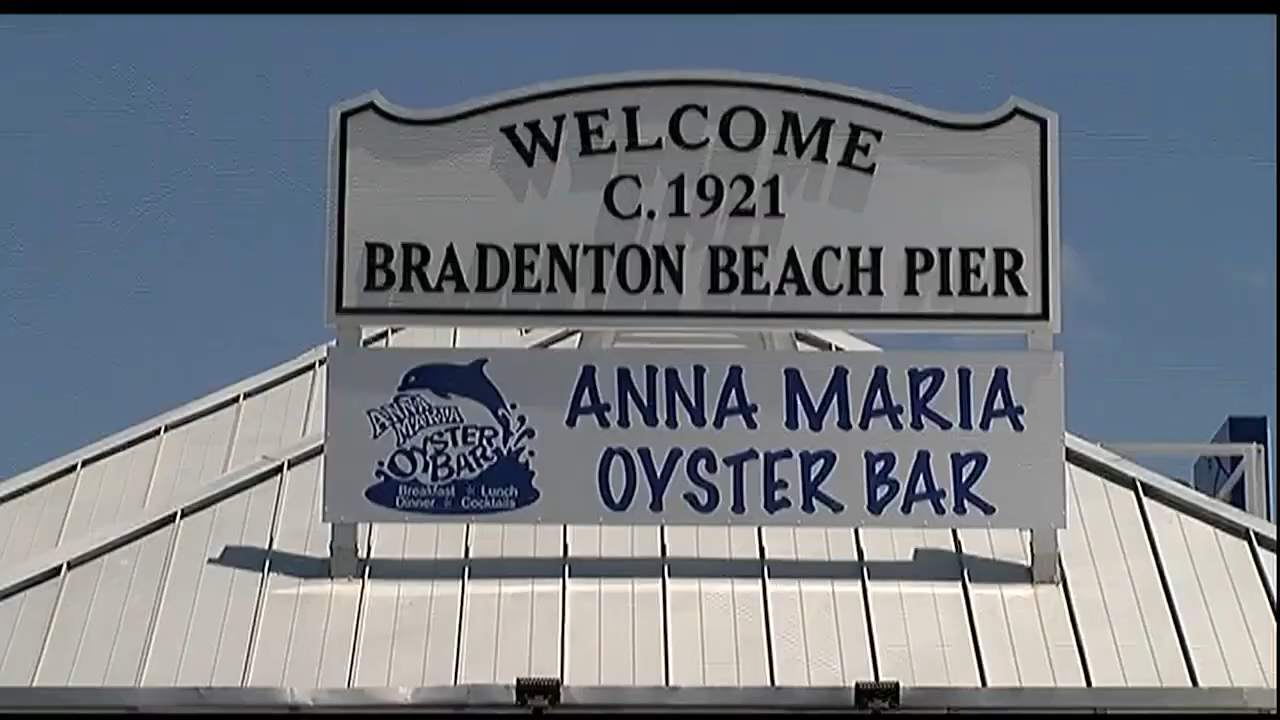 WELCOME
C.1921
BRADENTON BEACH PIER
ANNA MARIA
OYSTER BAR
ANNA
MARIA
OYSTER
BAR
Breakfast ☼ Lunch
Dinner ☼ Cocktails